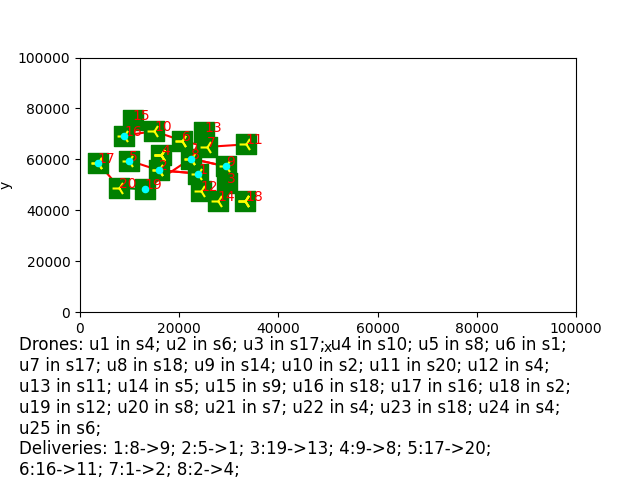 100000
80000
60000
40000
20000
0
y
0 20000 40000 60000 80000 100000
x
Drones: u1 in s4; u2 in s6; u3 in s17; u4 in s10; u5 in s8; u6 in s1;
u7 in s17; u8 in s18; u9 in s14; u10 in s2; u11 in s20; u12 in s4;
u13 in s11; u14 in s5; u15 in s9; u16 in s18; u17 in s16; u18 in s2;
u19 in s12; u20 in s8; u21 in s7; u22 in s4; u23 in s18; u24 in s4;
u25 in s6;
Deliveries: 1:8->9; 2:5->1; 3:19->13; 4:9->8; 5:17->20;
6:16->11; 7:1->2; 8:2->4;